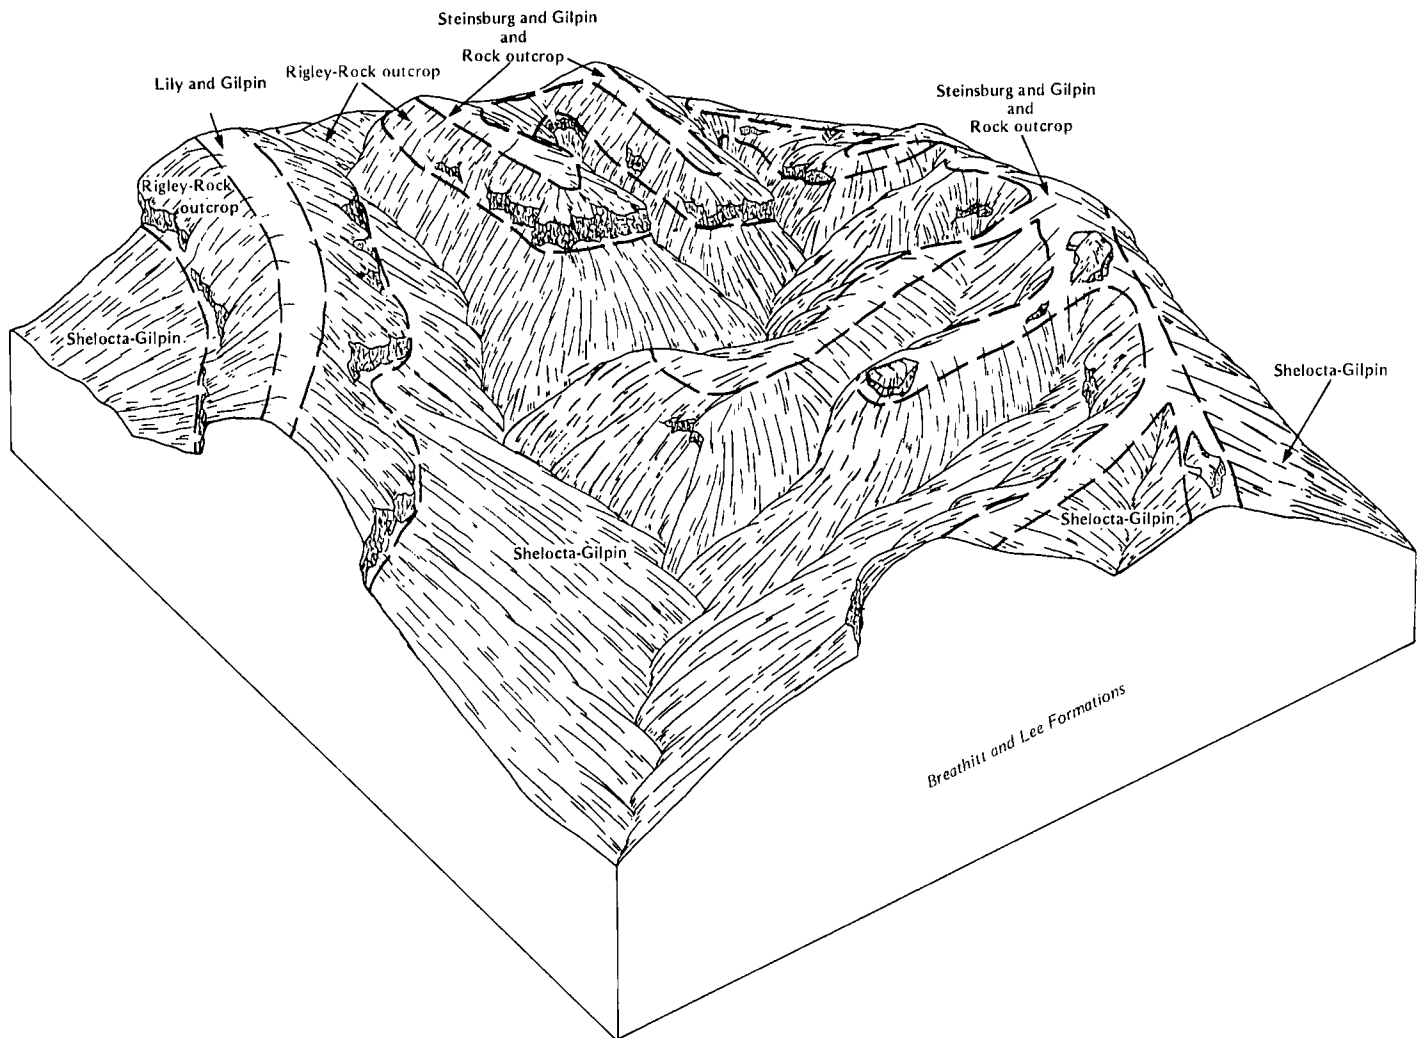 Steinsburg and Gilpin
and
Rock outcrop
Rigley-Rock outcrop
Lily and Gilpin
Steinsburg and Gilpin
and
Rock outcrop
Rigley-Rock
outcrop
Shelocta-Gilpin
Shelocta-Gilpin
Shelocta-Gilpin
Shelocta-Gilpin
Breathitt and Lee Formations